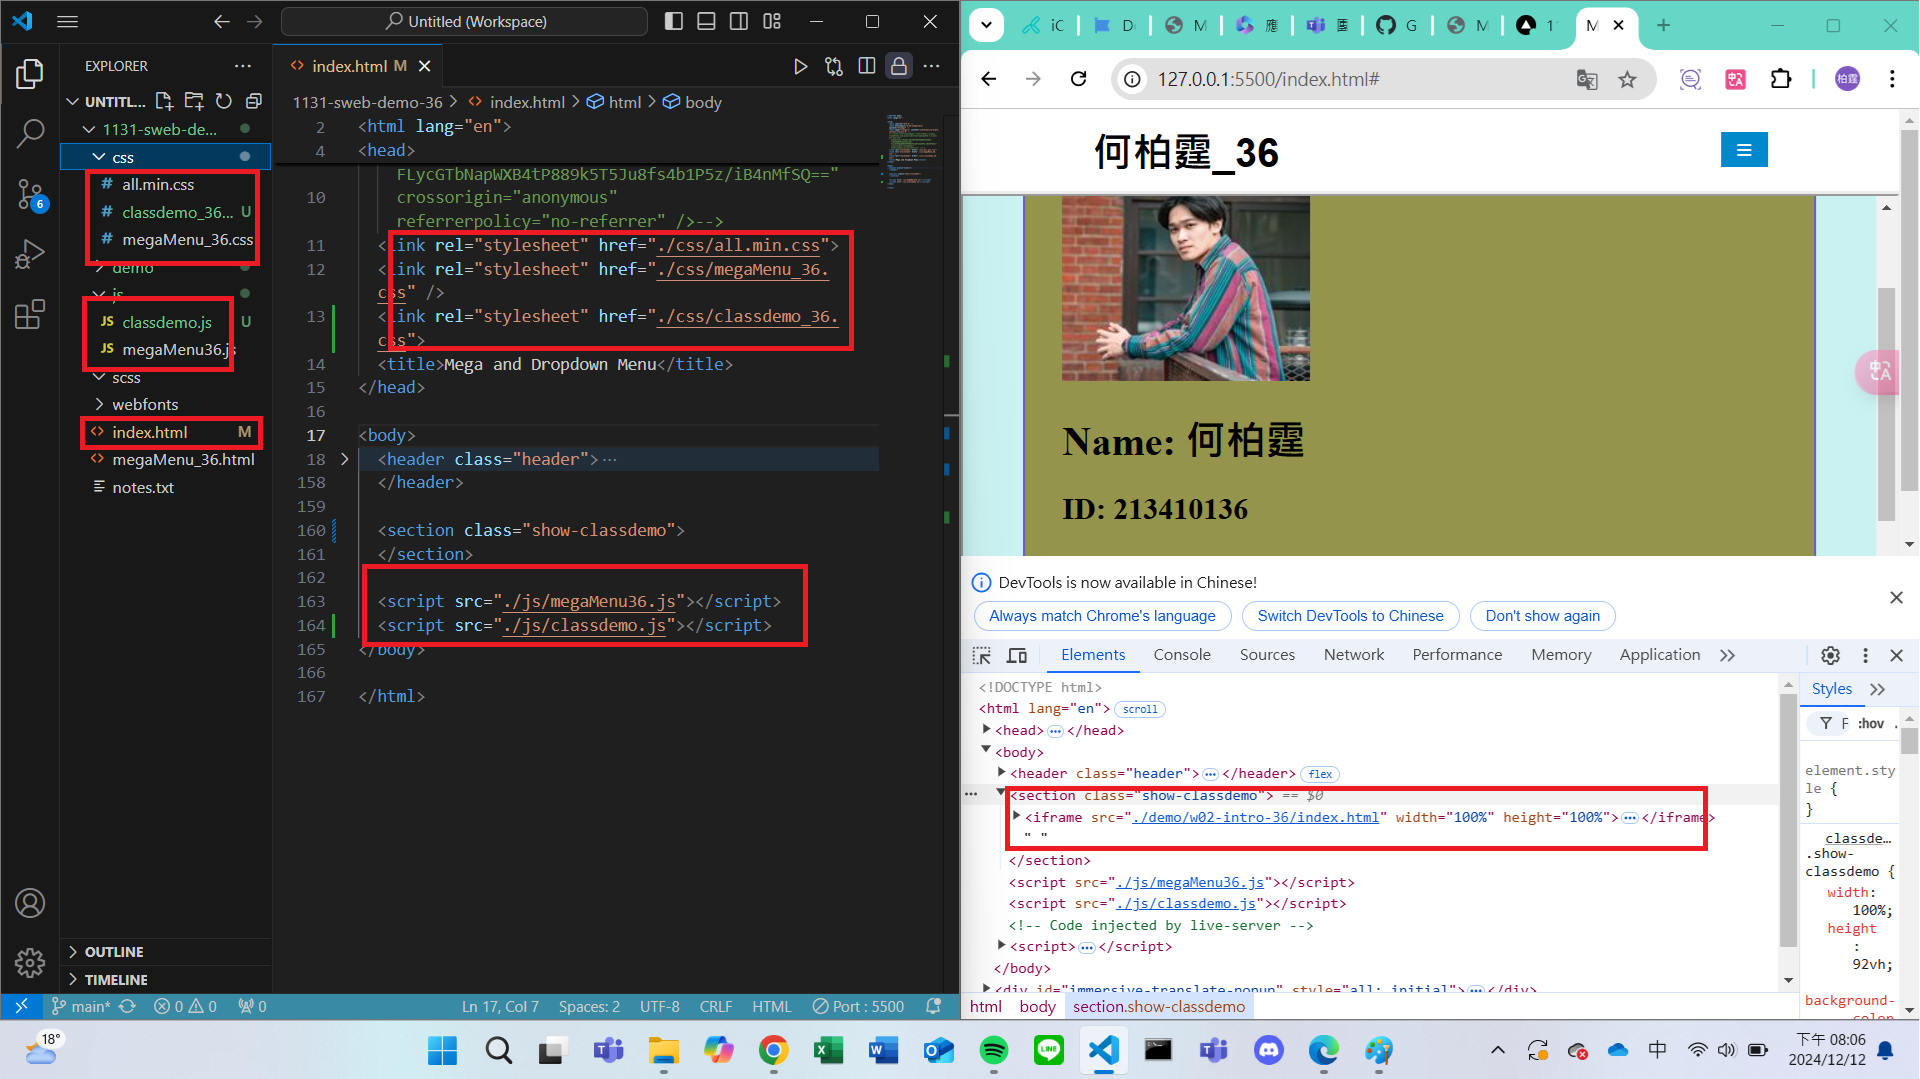 Untitled (Workspace)
EXPLORER
UNTITL...
1131-sweb-de...
css
all.min.css
classdemo_36... U
megaMenu_36.css
demo
js
classdemo.js U
megaMenu36.js
scss
webfonts
index.html M
megaMenu_36.html
notes.txt
OUTLINE
TIMELINE
index.html M
1131-sweb-demo-36 > index.html > html > body
2 <html lang="en">
4 <head>
FLycGTbNapWXB4tP889k5T5Ju8fs4b1P5z/iB4nMfSQ=="
10 crossorigin="anonymous"
referrerpolicy="no-referrer" />-->
11 <link rel="stylesheet" href="./css/all.min.css">
12 <link rel="stylesheet" href="./css/megaMenu_36.
css" />
13 <link rel="stylesheet" href="./css/classdemo_36.
css">
14 <title>Mega and Dropdown Menu</title>
15 </head>
16
17 <body>
18 <header class="header">⋯
158 </header>
159
160 <section class="show-classdemo">
161 </section>
162
163 <script src="./js/megaMenu36.js"></script>
164 <script src="./js/classdemo.js"></script>
165 </body>
166
167 </html>
main* 0 0 0 Ln 17, Col 7 Spaces: 2 UTF-8 CRLF HTML Port : 5500
iC D M 應 團 G M 1 M
127.0.0.1:5500/index.html#
柏霆
何柏霆_36
Name: 何柏霆
ID: 213410136
DevTools is now available in Chinese!
Always match Chrome's language
Switch DevTools to Chinese
Don't show again
Elements Console Sources Network Performance Memory Application
<!DOCTYPE html>
<html lang="en"> scroll
<head> ⋯ </head>
<body>
<header class="header"> ⋯ </header> flex
<section class="show-classdemo"> == $0
<iframe src="./demo/w02-intro-36/index.html" width="100%" height="100%"> ⋯ </iframe>
" "
</section>
<script src="./js/megaMenu36.js"></script>
<script src="./js/classdemo.js"></script>
<!-- Code injected by live-server -->
<script> ⋯ </script>
</body>
<div id="immersive-translate-popup" style="all: initial"> ⋯ </div>
html body section.show-classdemo
Styles
F :hov .
element.sty
le {
}
classde...
.show-
classdemo {
width:
100%;
height
:
92vh;
background-
color
18°
LINE
中
下午 08:06
2024/12/12